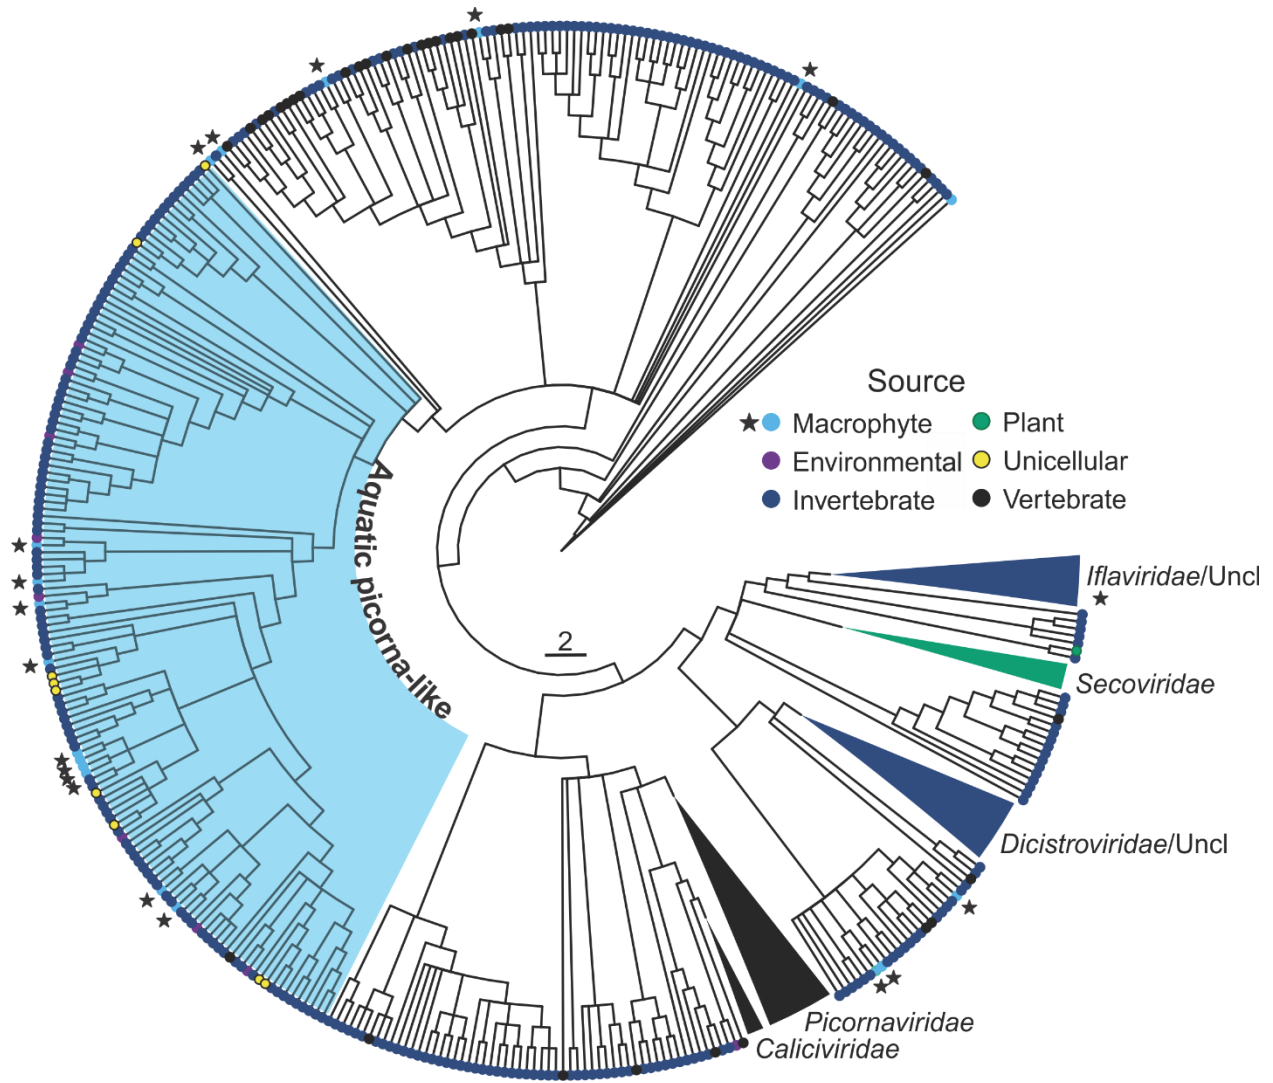 Source
Macrophyte
Plant
Environmental
Unicellular
Invertebrate
Vertebrate
Aquatic picorna-like
2
Iflaviridae/Uncl
Secoviridae
Dicistroviridae/Uncl
Picornaviridae
Caliciviridae